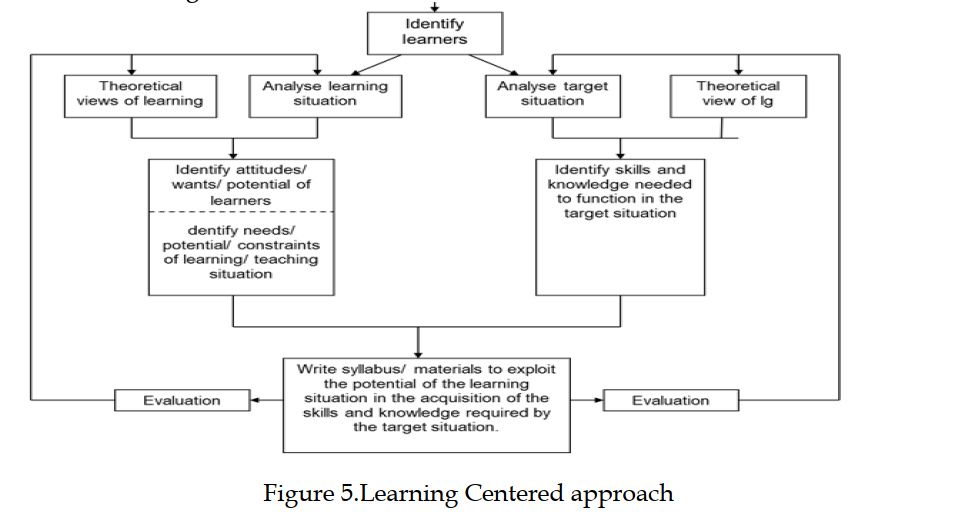 Identify
learners
Theoretical
views of learning
Analyse learning
situation
Analyse target
situation
Theoretical
view of lg
Identify attitudes/
wants/ potential of
learners
dentify needs/
potential/ constraints
of learning/ teaching
situation
Identify skills and
knowledge needed
to function in the
target situation
Write syllabus/ materials to exploit
the potential of the learning
situation in the acquisition of the
skills and knowledge required by
the target situation.
Evaluation
Evaluation
Figure 5.Learning Centered approach